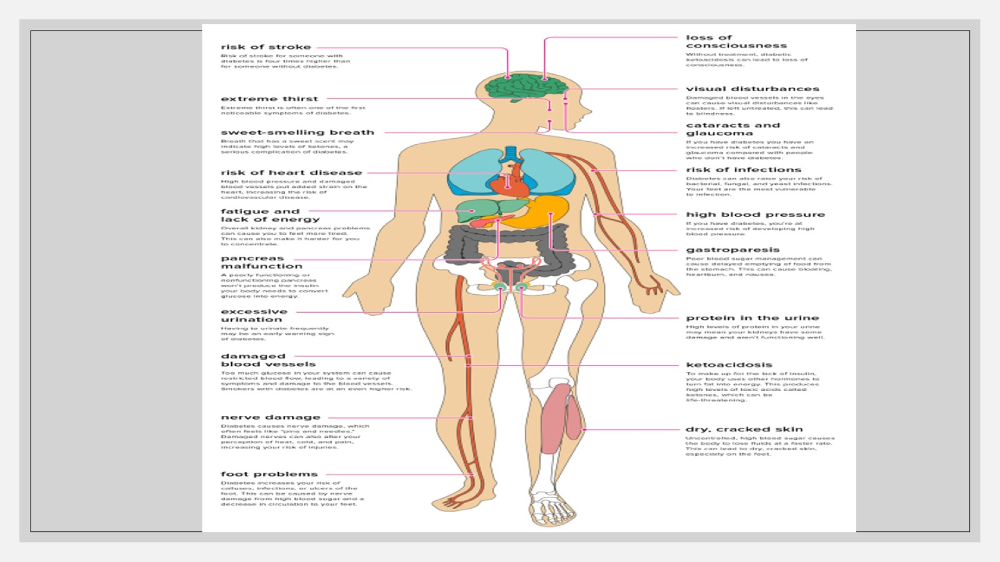 risk of stroke
Risk of stroke for someone with
diabetes is four times higher than
for someone without diabetes.
extreme thirst
Extreme thirst is often one of the first
noticeable symptoms of diabetes.
sweet-smelling breath
Breath that has a sweet scent may
indicate high levels of ketones, a
serious complication of diabetes.
risk of heart disease
High blood pressure and damaged
blood vessels put added strain on the
heart, increasing the risk of
cardiovascular disease.
fatigue and
lack of energy
Overall kidney and pancreas problems
can cause you to feel more tired.
This can also make it harder for you
to concentrate.
pancreas
malfunction
A poorly functioning or
nonfunctioning pancreas
won't produce the insulin
your body needs to convert
glucose into energy.
excessive
urination
Having to urinate frequently
may be an early warning sign
of diabetes.
damaged
blood vessels
Too much glucose in your system can cause
restricted blood flow, leading to a variety of
symptoms and damage to the blood vessels.
Smokers with diabetes are at an even higher risk.
nerve damage
Diabetes causes nerve damage, which
often feels like "pins and needles."
Damaged nerves can also alter your
perception of heat, cold, and pain,
increasing your risk of injuries.
foot problems
Diabetes increases your risk of
calluses, infections, or ulcers of the
foot. This can be caused by nerve
damage from high blood sugar and a
decrease in circulation to your feet.
loss of
consciousness
Without treatment, diabetic
ketoacidosis can lead to loss of
consciousness.
visual disturbances
Damaged blood vessels in the eyes
can cause visual disturbances like
floaters. If left untreated, this can lead
to blindness.
cataracts and
glaucoma
If you have diabetes you have an
increased risk of cataracts and
glaucoma compared with people
who don't have diabetes.
risk of infections
Diabetes can also raise your risk of
bacterial, fungal, and yeast infections.
Your feet are the most vulnerable
to infection.
high blood pressure
If you have diabetes, you're at
increased risk of developing high
blood pressure.
gastroparesis
Poor blood sugar management can
cause delayed emptying of food from
the stomach. This can cause bloating,
heartburn, and nausea.
protein in the urine
High levels of protein in your urine
may mean your kidneys have some
damage and aren't functioning well.
ketoacidosis
To make up for the lack of insulin,
your body uses other hormones to
turn fat into energy. This produces
high levels of toxic acids called
ketones, which can be
life-threatening.
dry, cracked skin
Uncontrolled, high blood sugar causes
the body to lose fluids at a faster rate.
This can lead to dry, cracked skin,
especially on the feet.